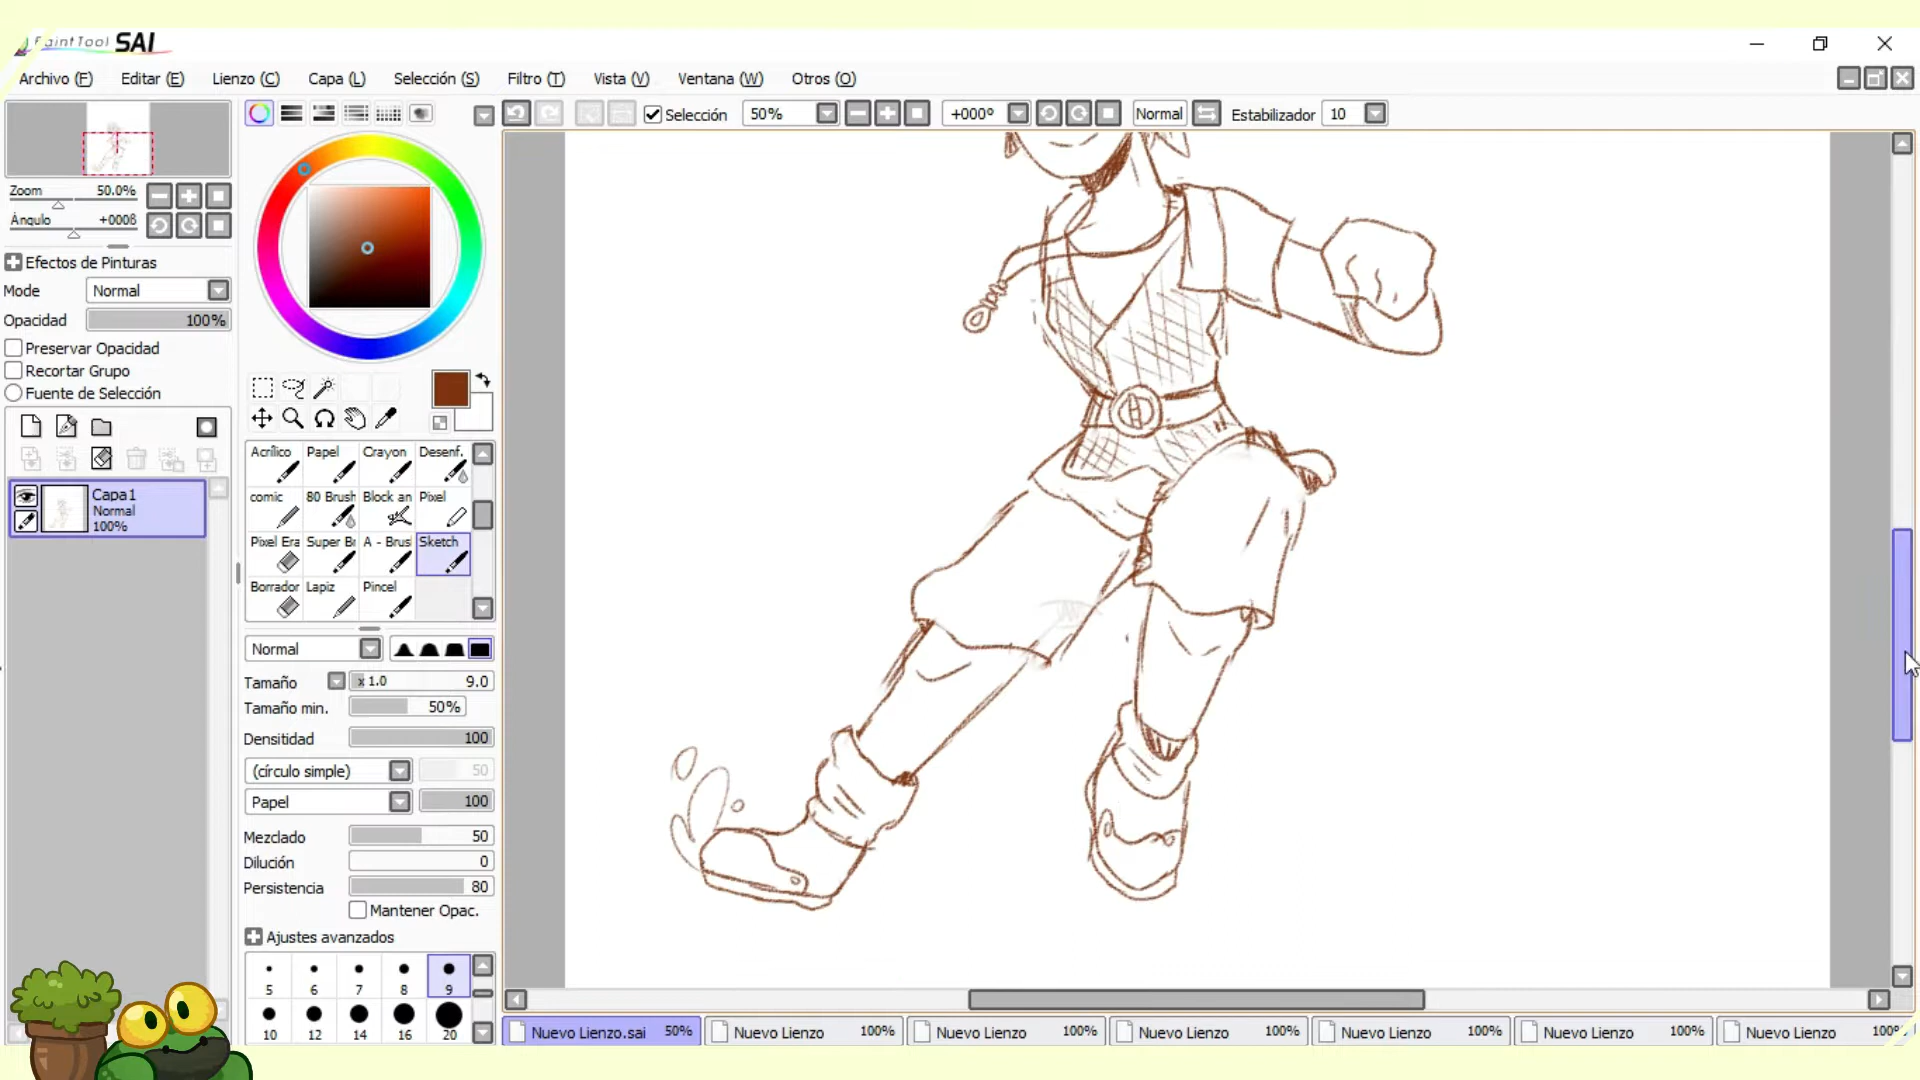 PaintTool SAI
Archivo (F) Editar (E) Lienzo (C) Capa (L) Selección (S) Filtro (T) Vista (V) Ventana (W) Otros (O)
Selección 50% +000º Normal Estabilizador 10
Zoom 50.0%
Ángulo +000ß
Efectos de Pinturas
Mode Normal
Opacidad 100%
Preservar Opacidad
Recortar Grupo
Fuente de Selección
Capa1
Normal
100%
Acrílico Papel Crayon Desenf.
comic 80 Brush Block an Pixel
Pixel Era Super Br A - Brus Sketch
Borrador Lapiz Pincel
Normal
Tamaño x 1.0 9.0
Tamaño min. 50%
Densitidad 100
(círculo simple) 50
Papel 100
Mezclado 50
Dilución 0
Persistencia 80
Mantener Opac.
Ajustes avanzados
5 6 7 8 9
10 12 14 16 20
Nuevo Lienzo.sai 50% Nuevo Lienzo 100% Nuevo Lienzo 100% Nuevo Lienzo 100% Nuevo Lienzo 100% Nuevo Lienzo 100% Nuevo Lienzo 100%